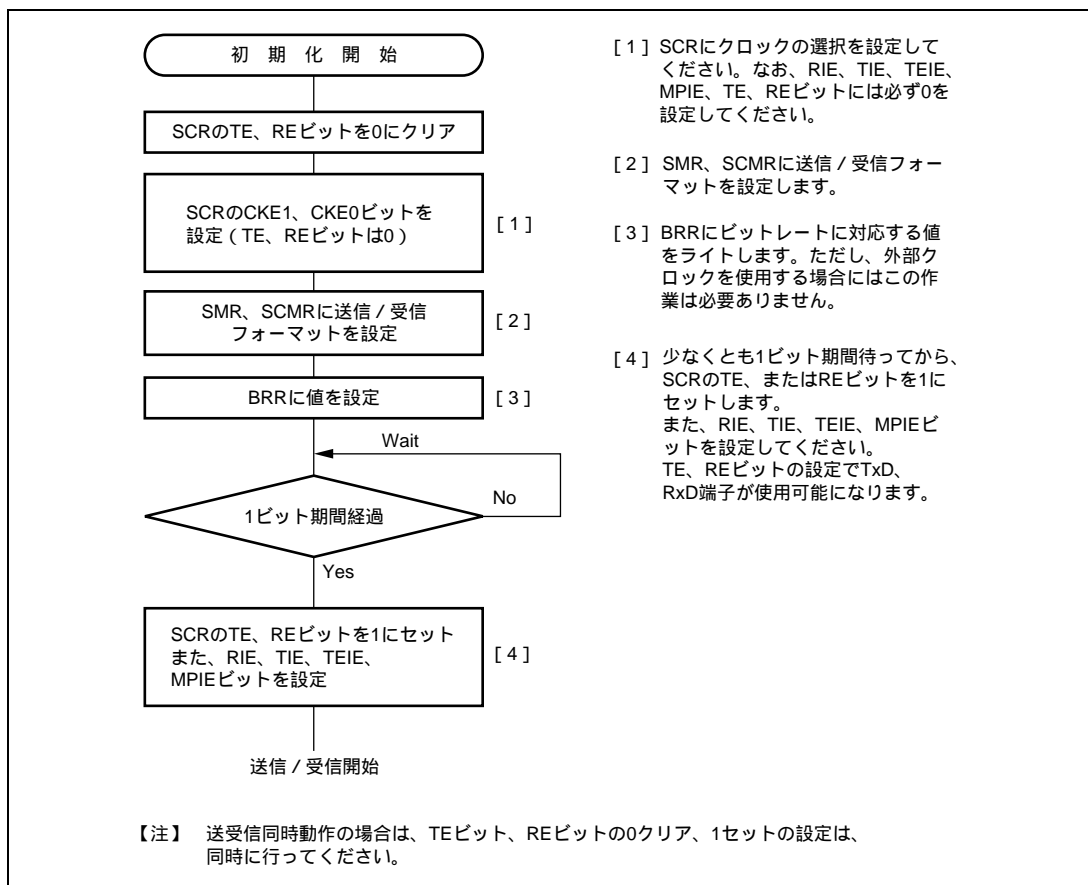 初 期 化 開 始
SCRのTE、REビットを0にクリア
SCRのCKE1、CKE0ビットを
設定（TE、REビットは0）
[ 1 ]
SMR、SCMRに送信 / 受信
フォーマットを設定
[ 2 ]
BRRに値を設定
[ 3 ]
Wait
No
1ビット期間経過
Yes
SCRのTE、REビットを1にセット
また、RIE、TIE、TEIE、
MPIEビットを設定
[ 4 ]
送信 / 受信開始
[ 1 ] SCRにクロックの選択を設定して
ください。なお、RIE、TIE、TEIE、
MPIE、TE、REビットには必ず0を
設定してください。
[ 2 ] SMR、SCMRに送信 / 受信フォー
マットを設定します。
[ 3 ] BRRにビットレートに対応する値
をライトします。ただし、外部ク
ロックを使用する場合にはこの作
業は必要ありません。
[ 4 ] 少なくとも1ビット期間待ってから、
SCRのTE、またはREビットを1に
セットします。
また、RIE、TIE、TEIE、MPIEビ
ットを設定してください。
TE、REビットの設定でTxD、
RxD端子が使用可能になります。
【注】 送受信同時動作の場合は、TEビット、REビットの0クリア、1セットの設定は、
同時に行ってください。